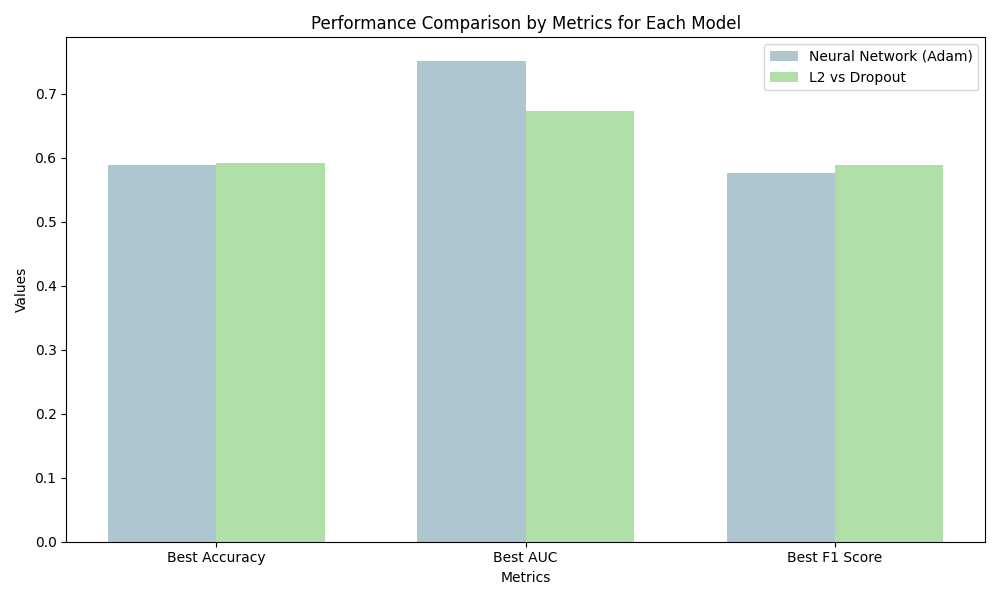 Performance Comparison by Metrics for Each Model
Neural Network (Adam)
L2 vs Dropout
Values
0.7
0.6
0.5
0.4
0.3
0.2
0.1
0.0
Best Accuracy
Best AUC
Best F1 Score
Metrics